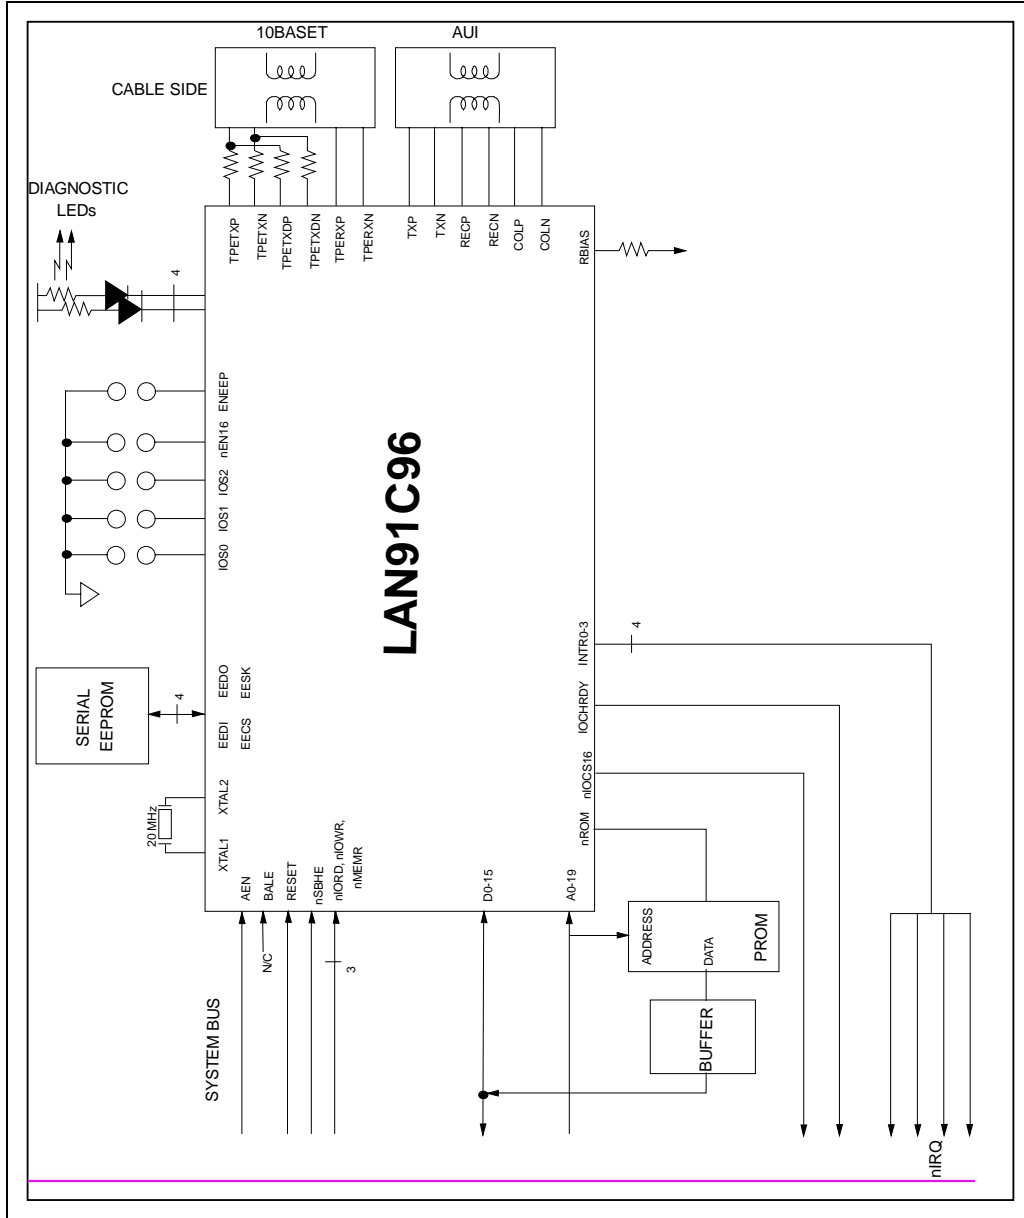 10BASET
AUI
CABLE SIDE
DIAGNOSTIC
LEDs
4
TPETXP
TPETXN
TPETXDP
TPETXDN
TPERXP
TPERXN
TXP
TXN
RECP
RECN
COLP
COLN
RBIAS
ENEEP
nEN16
IOS2
IOS1
IOS0
LAN91C96
SERIAL
EEPROM
4
EEDO
EESK
EEDI
EECS
XTAL2
XTAL1
20 MHz
INTR0-3
4
IOCHRDY
nIOCS16
nROM
AEN
BALE
RESET
nSBHE
nIORD, nIOWR,
nMEMR
D0-15
A0-19
N/C
3
SYSTEM BUS
ADDRESS
DATA
PROM
BUFFER
nIRQ